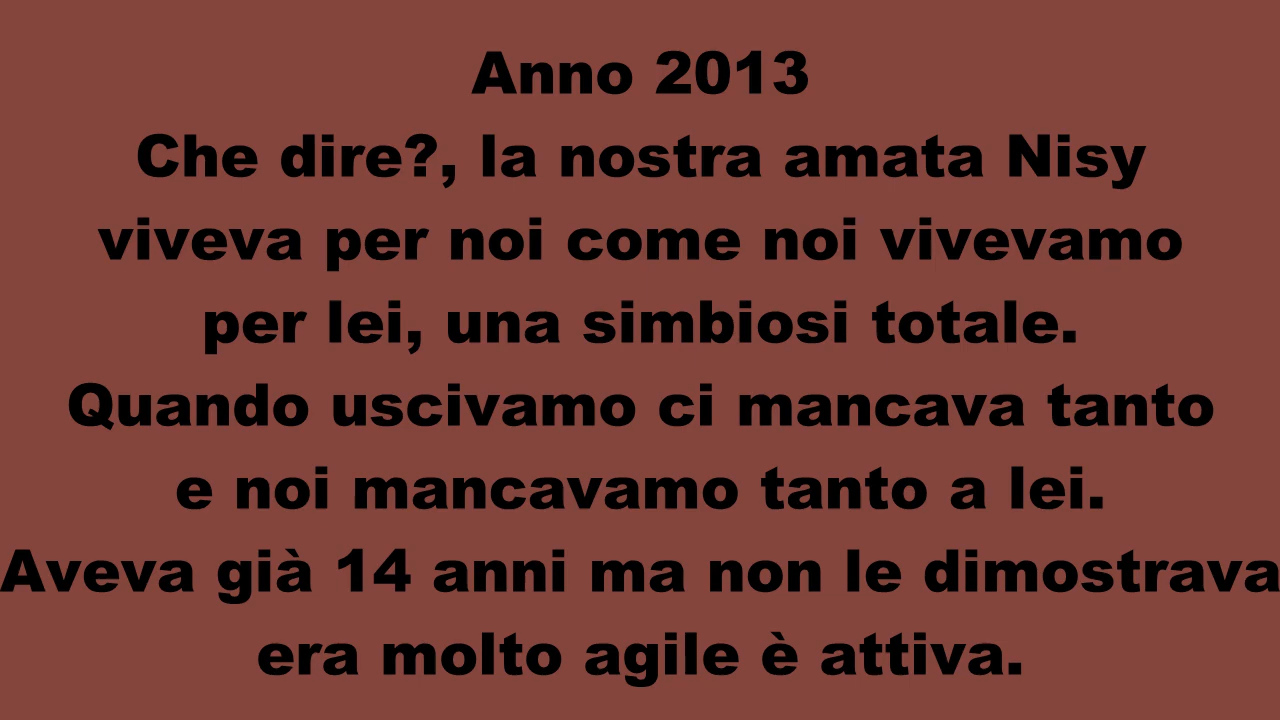 Anno 2013
Che dire?, la nostra amata Nisy
viveva per noi come noi vivevamo
per lei, una simbiosi totale.
Quando uscivamo ci mancava tanto
e noi mancavamo tanto a lei.
Aveva già 14 anni ma non le dimostrava
era molto agile è attiva.